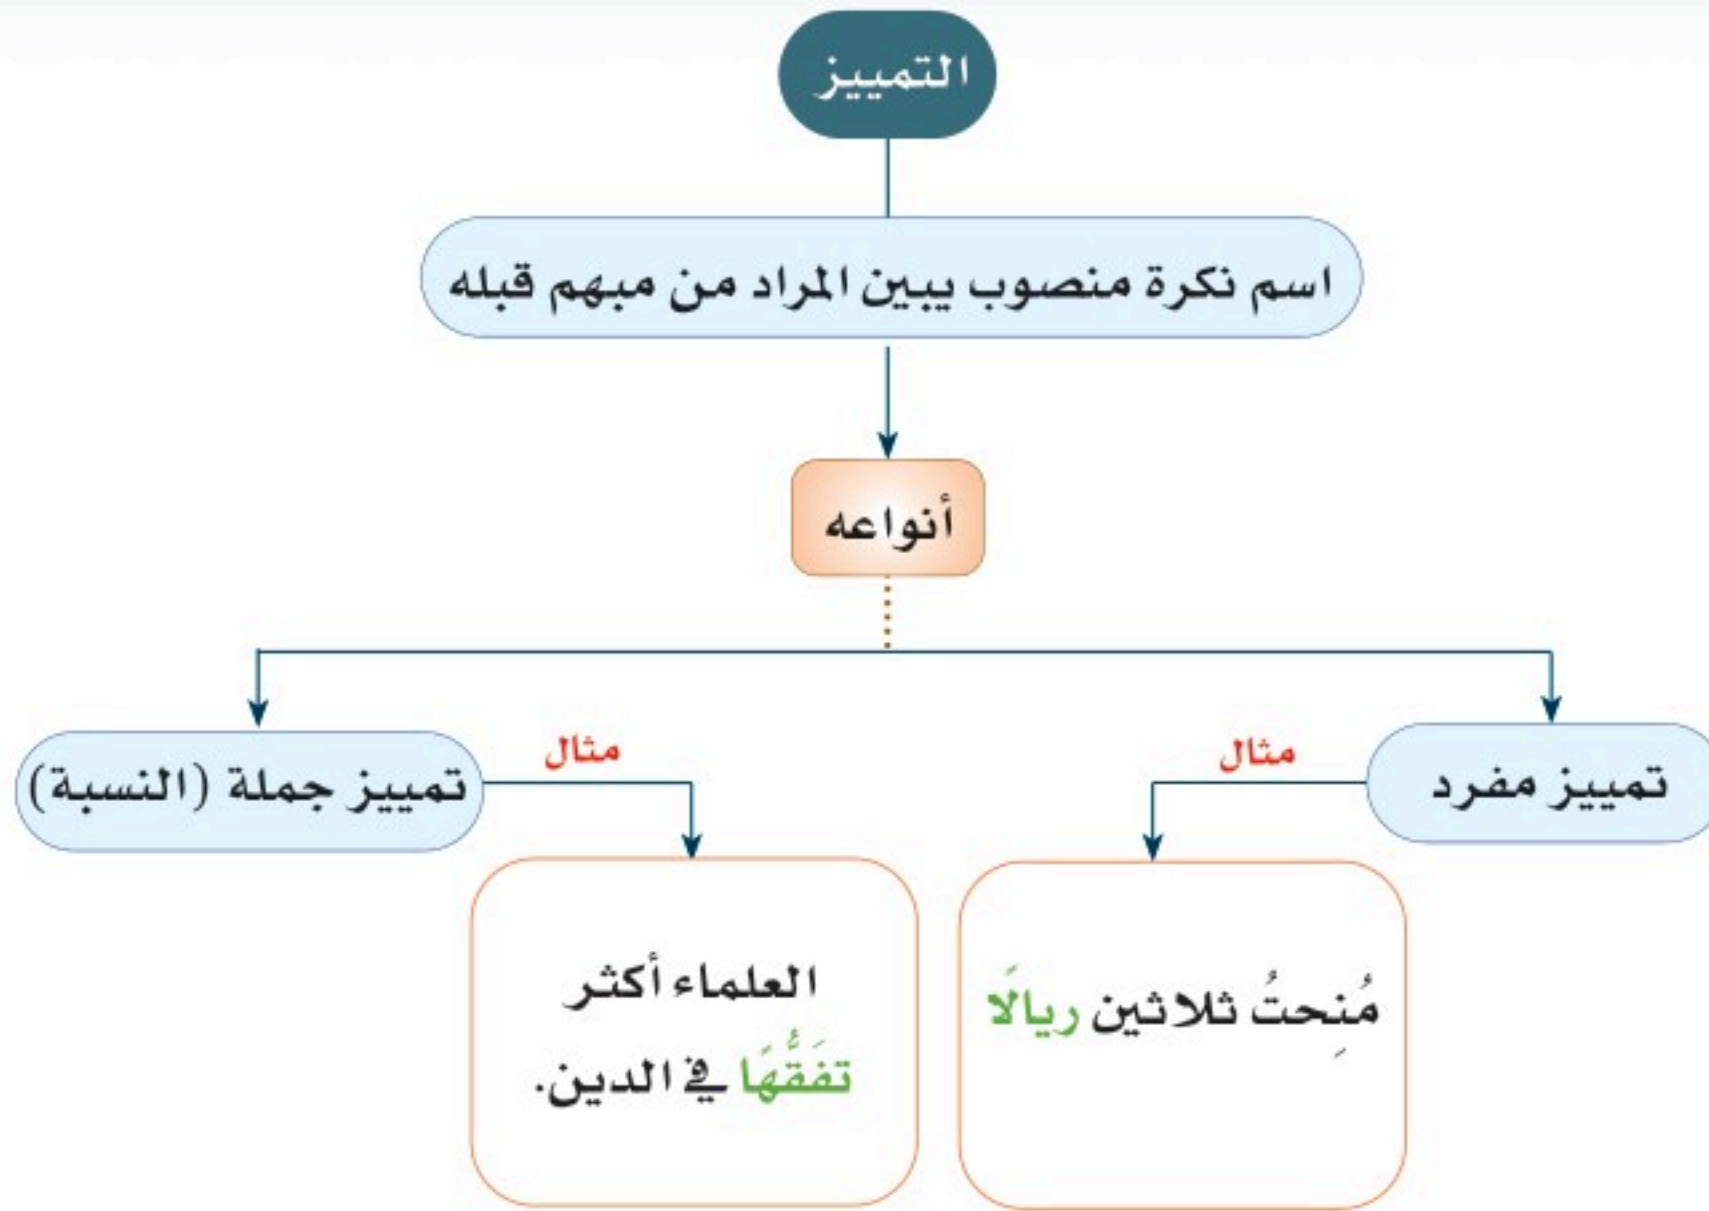 التمييز
اسم نكرة منصوب يبين المراد من مبهم قبله
أنواعه
تمييز مفرد
مثال
مُنِحتُ ثلاثين ريالًا
تمييز جملة (النسبة)
مثال
العلماء أكثر
تفَقُّهًا في الدين.